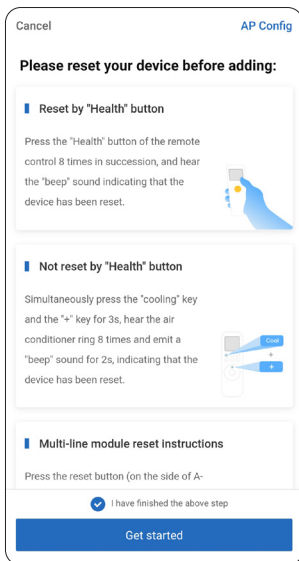 Cancel
AP Config
Please reset your device before adding:
Reset by "Health" button
Press the "Health" button of the remote
control 8 times in succession, and hear
the "beep" sound indicating that the
device has been reset.
Not reset by "Health" button
Simultaneously press the "cooling" key
and the "+" key for 3s, hear the air
conditioner ring 8 times and emit a
"beep" sound for 2s, indicating that the
device has been reset.
Cool
+
+
Multi-line module reset instructions
Press the reset button (on the side of A-
I have finished the above step
Get started